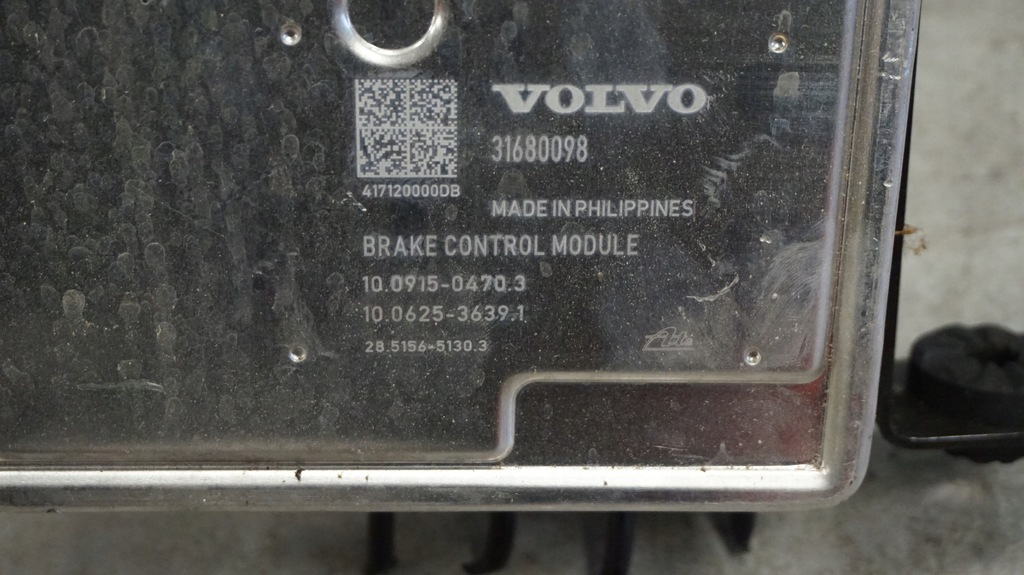 VOLVO
31680098
417120000DB
MADE IN PHILIPPINES
BRAKE CONTROL MODULE
10.0915-0470.3
10.0625-3639.1
28.5156-5130.3
Ate